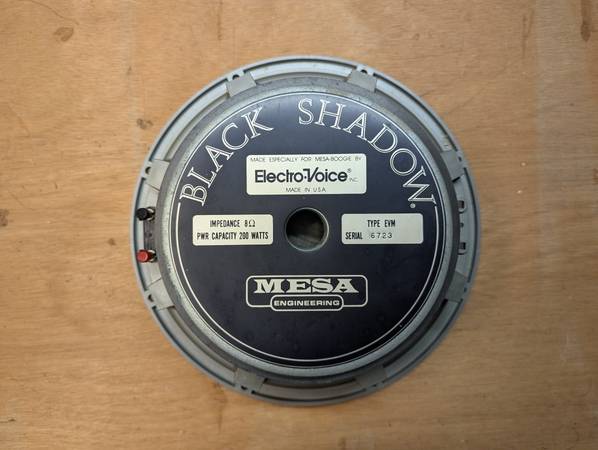 BLACK SHADOW®
MADE ESPECIALLY FOR MESA-BOOGIE BY
Electro-Voice® INC.
MADE IN U.S.A.
IMPEDANCE 8Ω
PWR CAPACITY 200 WATTS
TYPE EVM
SERIAL 6723
MESA
ENGINEERING